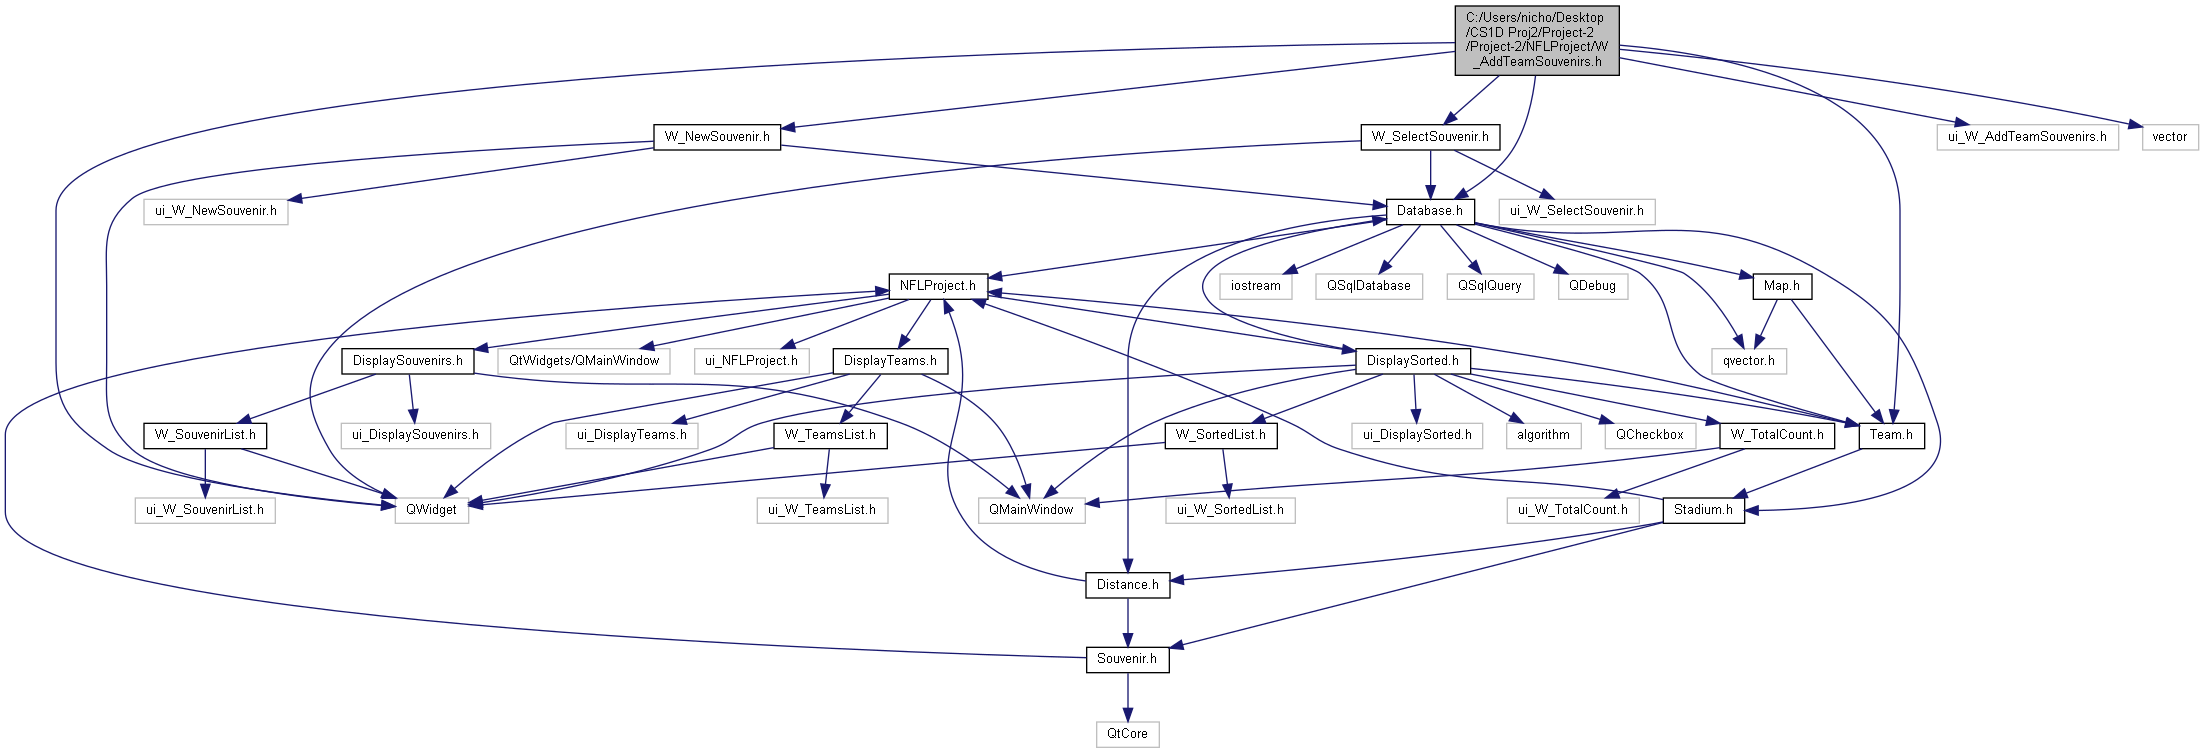 C:/Users/nicho/Desktop
/CS1D Proj2/Project-2
/Project-2/NFLProject/W
_AddTeamSouvenirs.h
W_NewSouvenir.h
W_SelectSouvenir.h
ui_W_AddTeamSouvenirs.h
vector
ui_W_NewSouvenir.h
Database.h
ui_W_SelectSouvenir.h
NFLProject.h
iostream
QSqlDatabase
QSqlQuery
QDebug
Map.h
DisplaySouvenirs.h
QtWidgets/QMainWindow
ui_NFLProject.h
DisplayTeams.h
DisplaySorted.h
qvector.h
W_SouvenirList.h
ui_DisplaySouvenirs.h
ui_DisplayTeams.h
W_TeamsList.h
W_SortedList.h
ui_DisplaySorted.h
algorithm
QCheckbox
W_TotalCount.h
Team.h
ui_W_SouvenirList.h
QWidget
ui_W_TeamsList.h
QMainWindow
ui_W_SortedList.h
ui_W_TotalCount.h
Stadium.h
Distance.h
Souvenir.h
QtCore